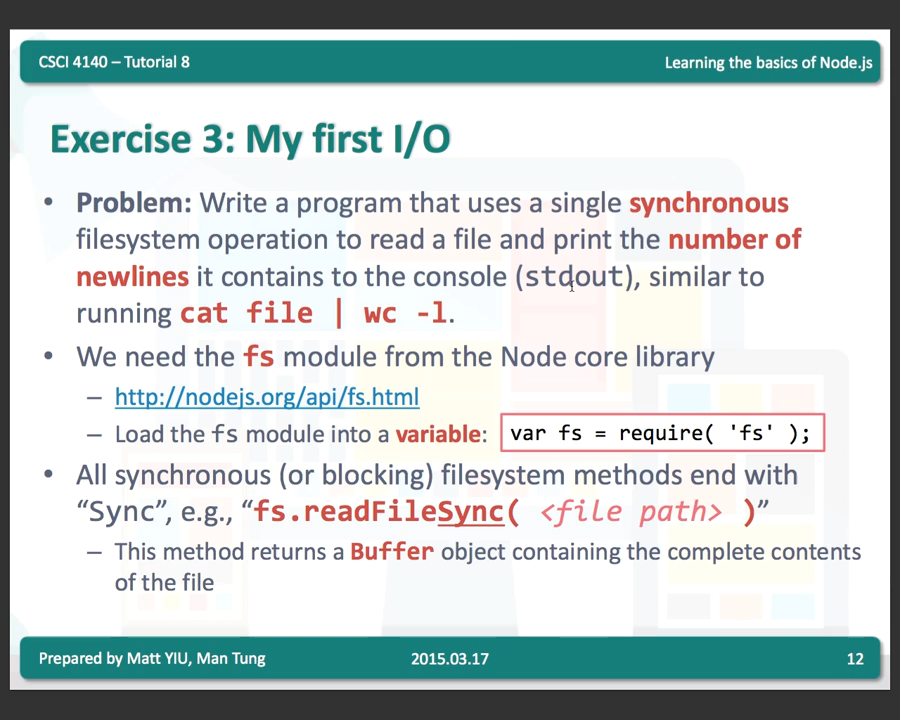 CSCI 4140 – Tutorial 8
Learning the basics of Node.js
Exercise 3: My first I/O
• Problem: Write a program that uses a single synchronous
filesystem operation to read a file and print the number of
newlines it contains to the console (stdout), similar to
running cat file | wc -l.
• We need the fs module from the Node core library
– http://nodejs.org/api/fs.html
– Load the fs module into a variable: var fs = require( 'fs' );
• All synchronous (or blocking) filesystem methods end with
“Sync”, e.g., “fs.readFileSync( <file path> )”
– This method returns a Buffer object containing the complete contents
of the file
Prepared by Matt YIU, Man Tung
2015.03.17
12